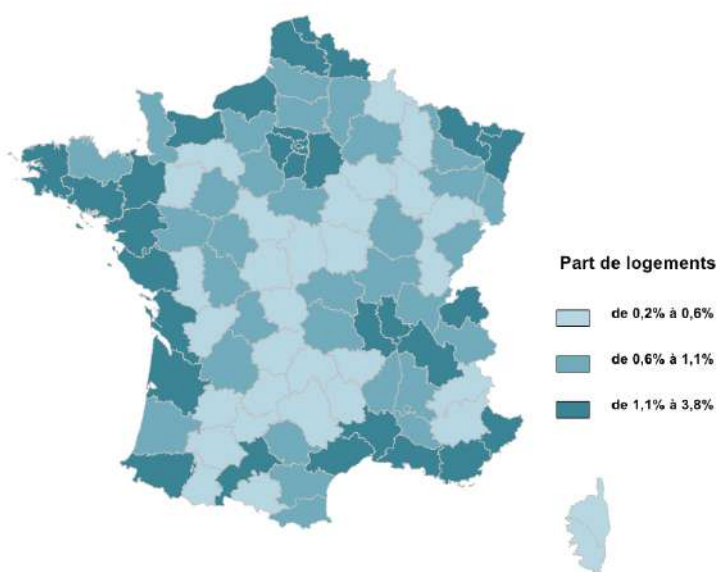 Part de logements
de 0,2% à 0,6%
de 0,6% à 1,1%
de 1,1% à 3,8%